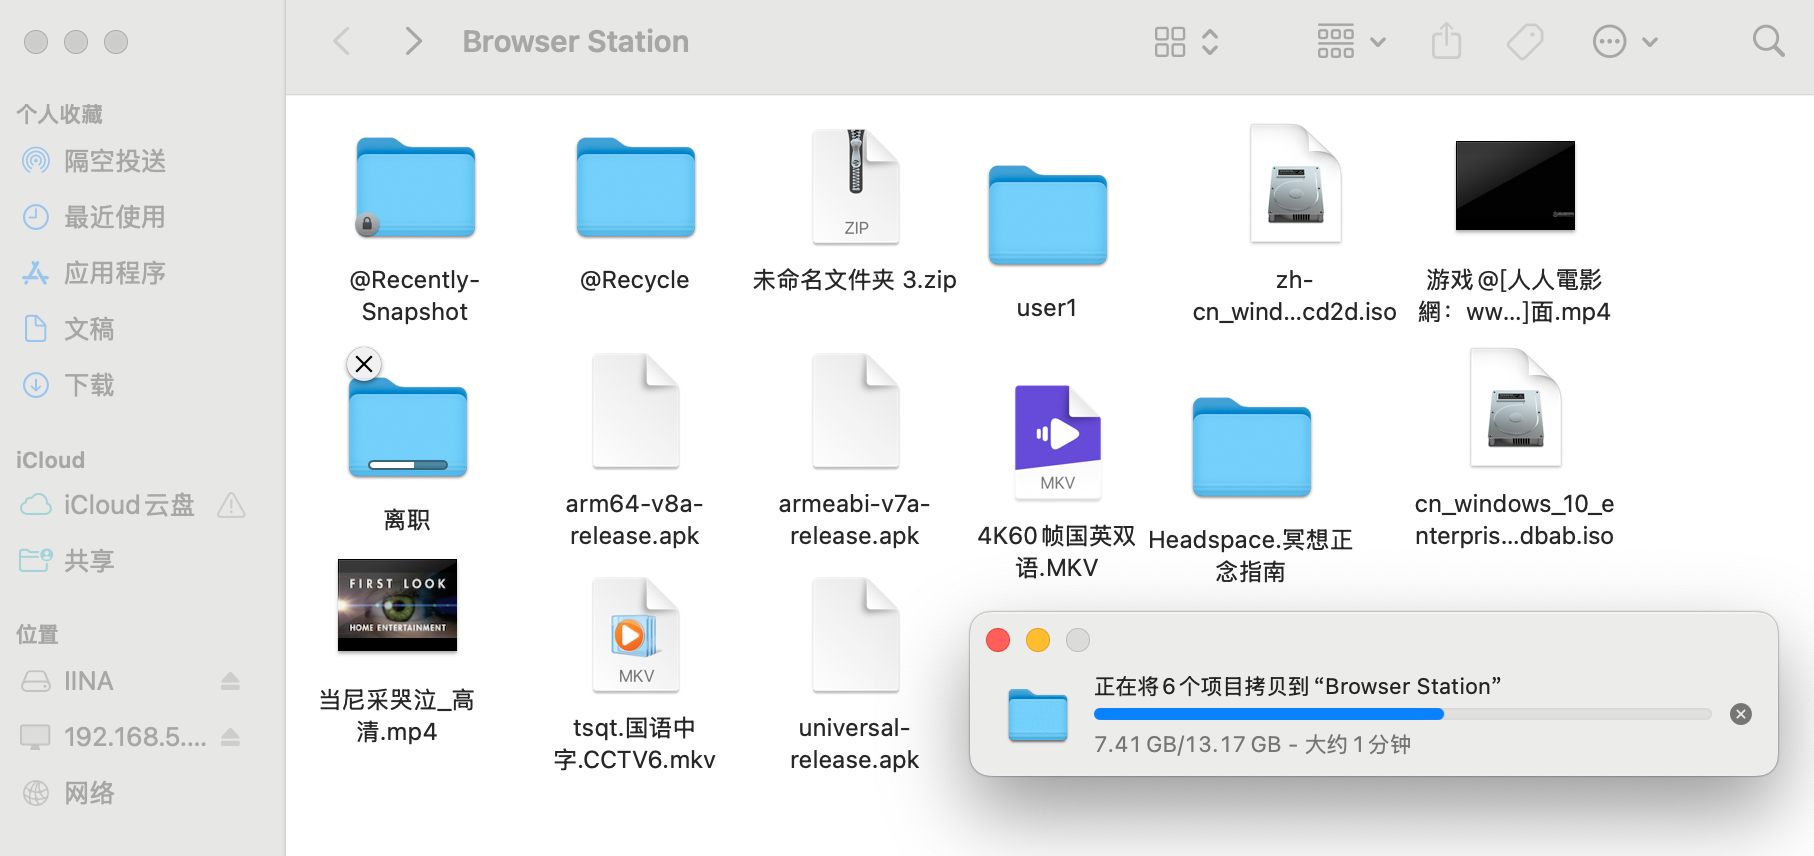 Browser Station
个人收藏
隔空投送
最近使用
应用程序
文稿
下载
iCloud
iCloud云盘
共享
位置
IINA
192.168.5....
网络
@Recently-
Snapshot
@Recycle
ZIP
未命名文件夹 3.zip
user1
zh-
cn_wind...cd2d.iso
游戏@[人人電影
網：ww...]面.mp4
离职
arm64-v8a-
release.apk
armeabi-v7a-
release.apk
MKV
4K60帧国英双
语.MKV
Headspace.冥想正
念指南
cn_windows_10_e
nterpris...dbab.iso
FIRST LOOK
HOME ENTERTAINMENT
当尼采哭泣_高
清.mp4
MKV
tsqt.国语中
字.CCTV6.mkv
universal-
release.apk
正在将6个项目拷贝到“Browser Station”
7.41 GB/13.17 GB - 大约1分钟